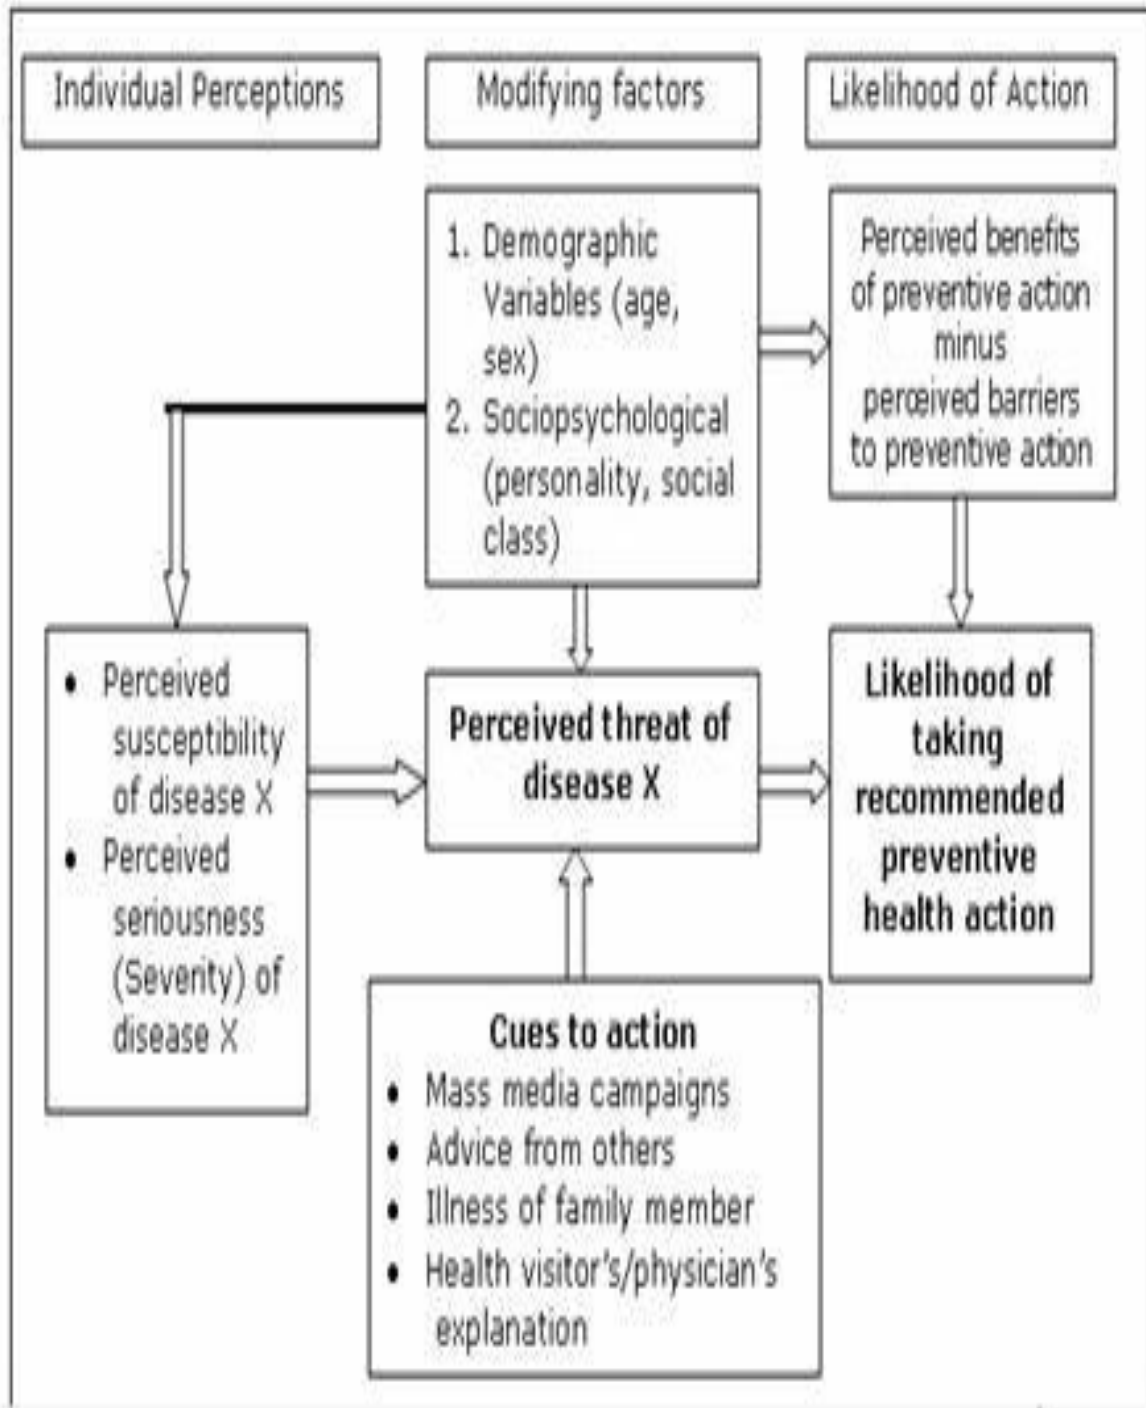 Individual Perceptions
Modifying factors
Likelihood of Action
1. Demographic
Variables (age,
sex)
2. Sociopsychological
(personality, social
class)
Perceived benefits
of preventive action
minus
perceived barriers
to preventive action
• Perceived
susceptibility
of disease X
• Perceived
seriousness
(Severity) of
disease X
Perceived threat of
disease X
Likelihood of
taking
recommended
preventive
health action
Cues to action
• Mass media campaigns
• Advice from others
• Illness of family member
• Health visitor's/physician's
explanation